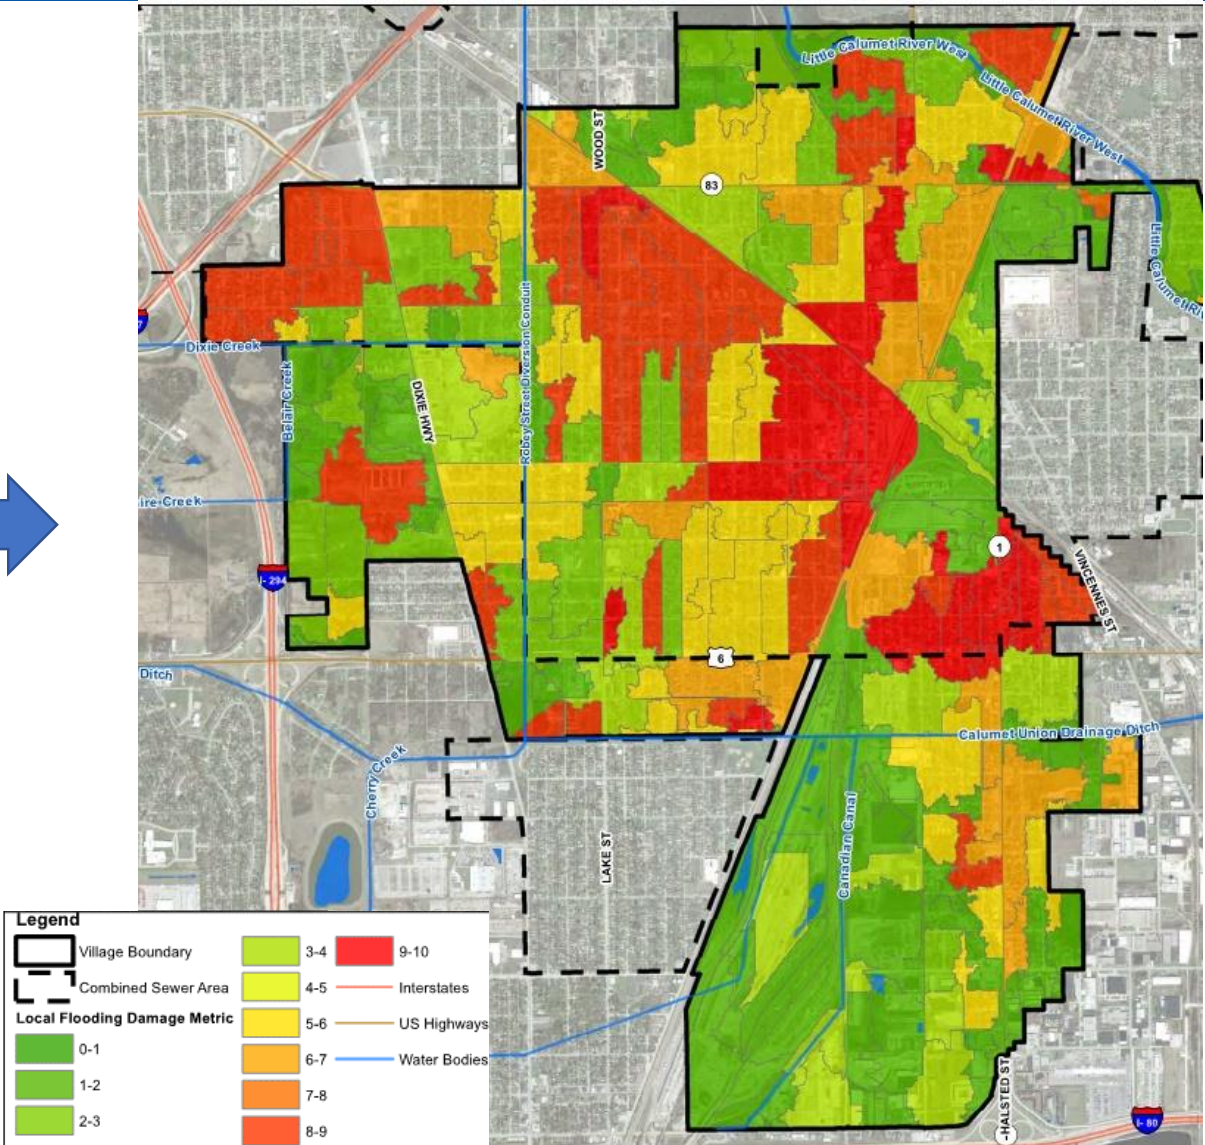 Little Calumet River West
Little Calumet River West
WOOD ST
83
Little Calumet Riv
Robey Street Diversion Conduit
Dixie Creek
Belair Creek
DIXIE HWY
ire Creek
1
VINCENNES ST
I-294
6
Ditch
Calumet Union Drainage Ditch
Cherry Creek
Canadian Canal
LAKE ST
HALSTED ST
I-80
Legend
Village Boundary
Combined Sewer Area
Local Flooding Damage Metric
0-1
1-2
2-3
3-4
4-5
5-6
6-7
7-8
8-9
9-10
Interstates
US Highways
Water Bodies